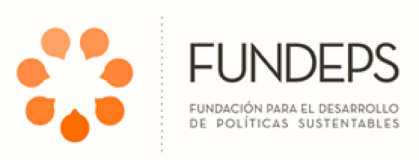 FUNDEPS
FUNDACIÓN PARA EL DESARROLLO
DE POLÍTICAS SUSTENTABLES